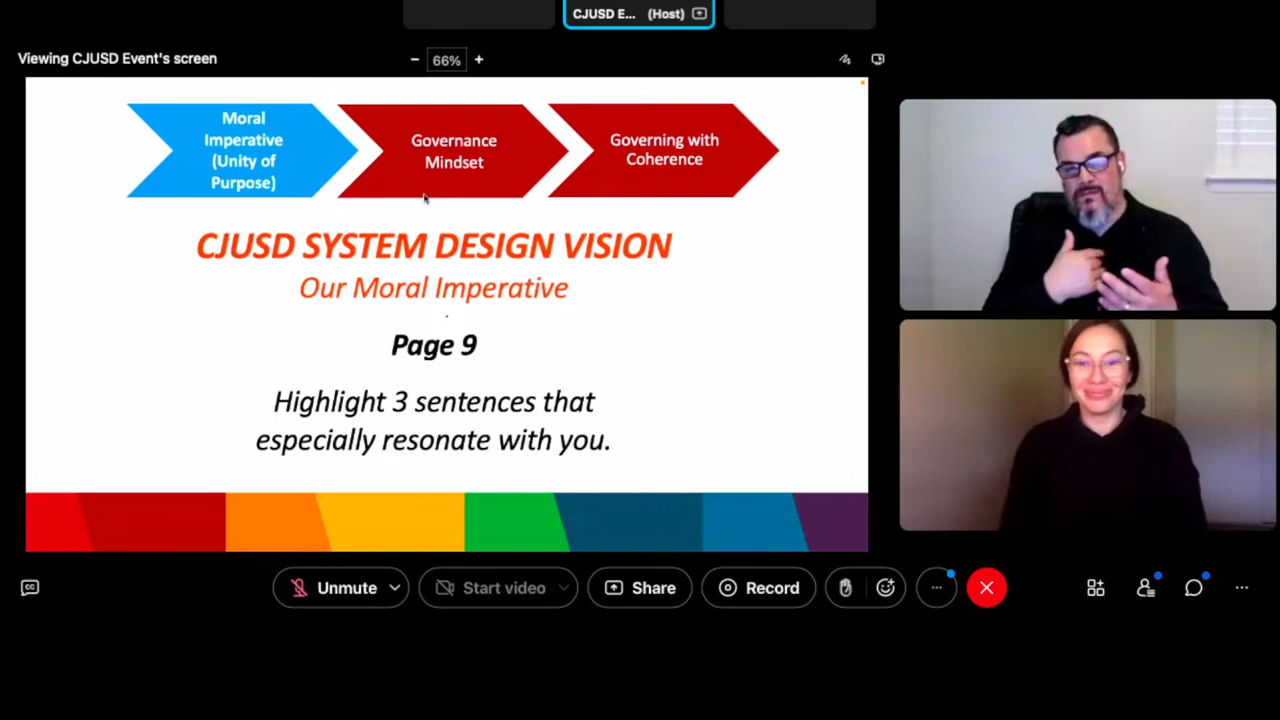 CJUSD E... (Host)
Viewing CJUSD Event's screen
− 66% +
Moral
Imperative
(Unity of
Purpose)
Governance
Mindset
Governing with
Coherence
CJUSD SYSTEM DESIGN VISION
Our Moral Imperative
Page 9
Highlight 3 sentences that
especially resonate with you.
CC
Unmute
Start video
Share
Record